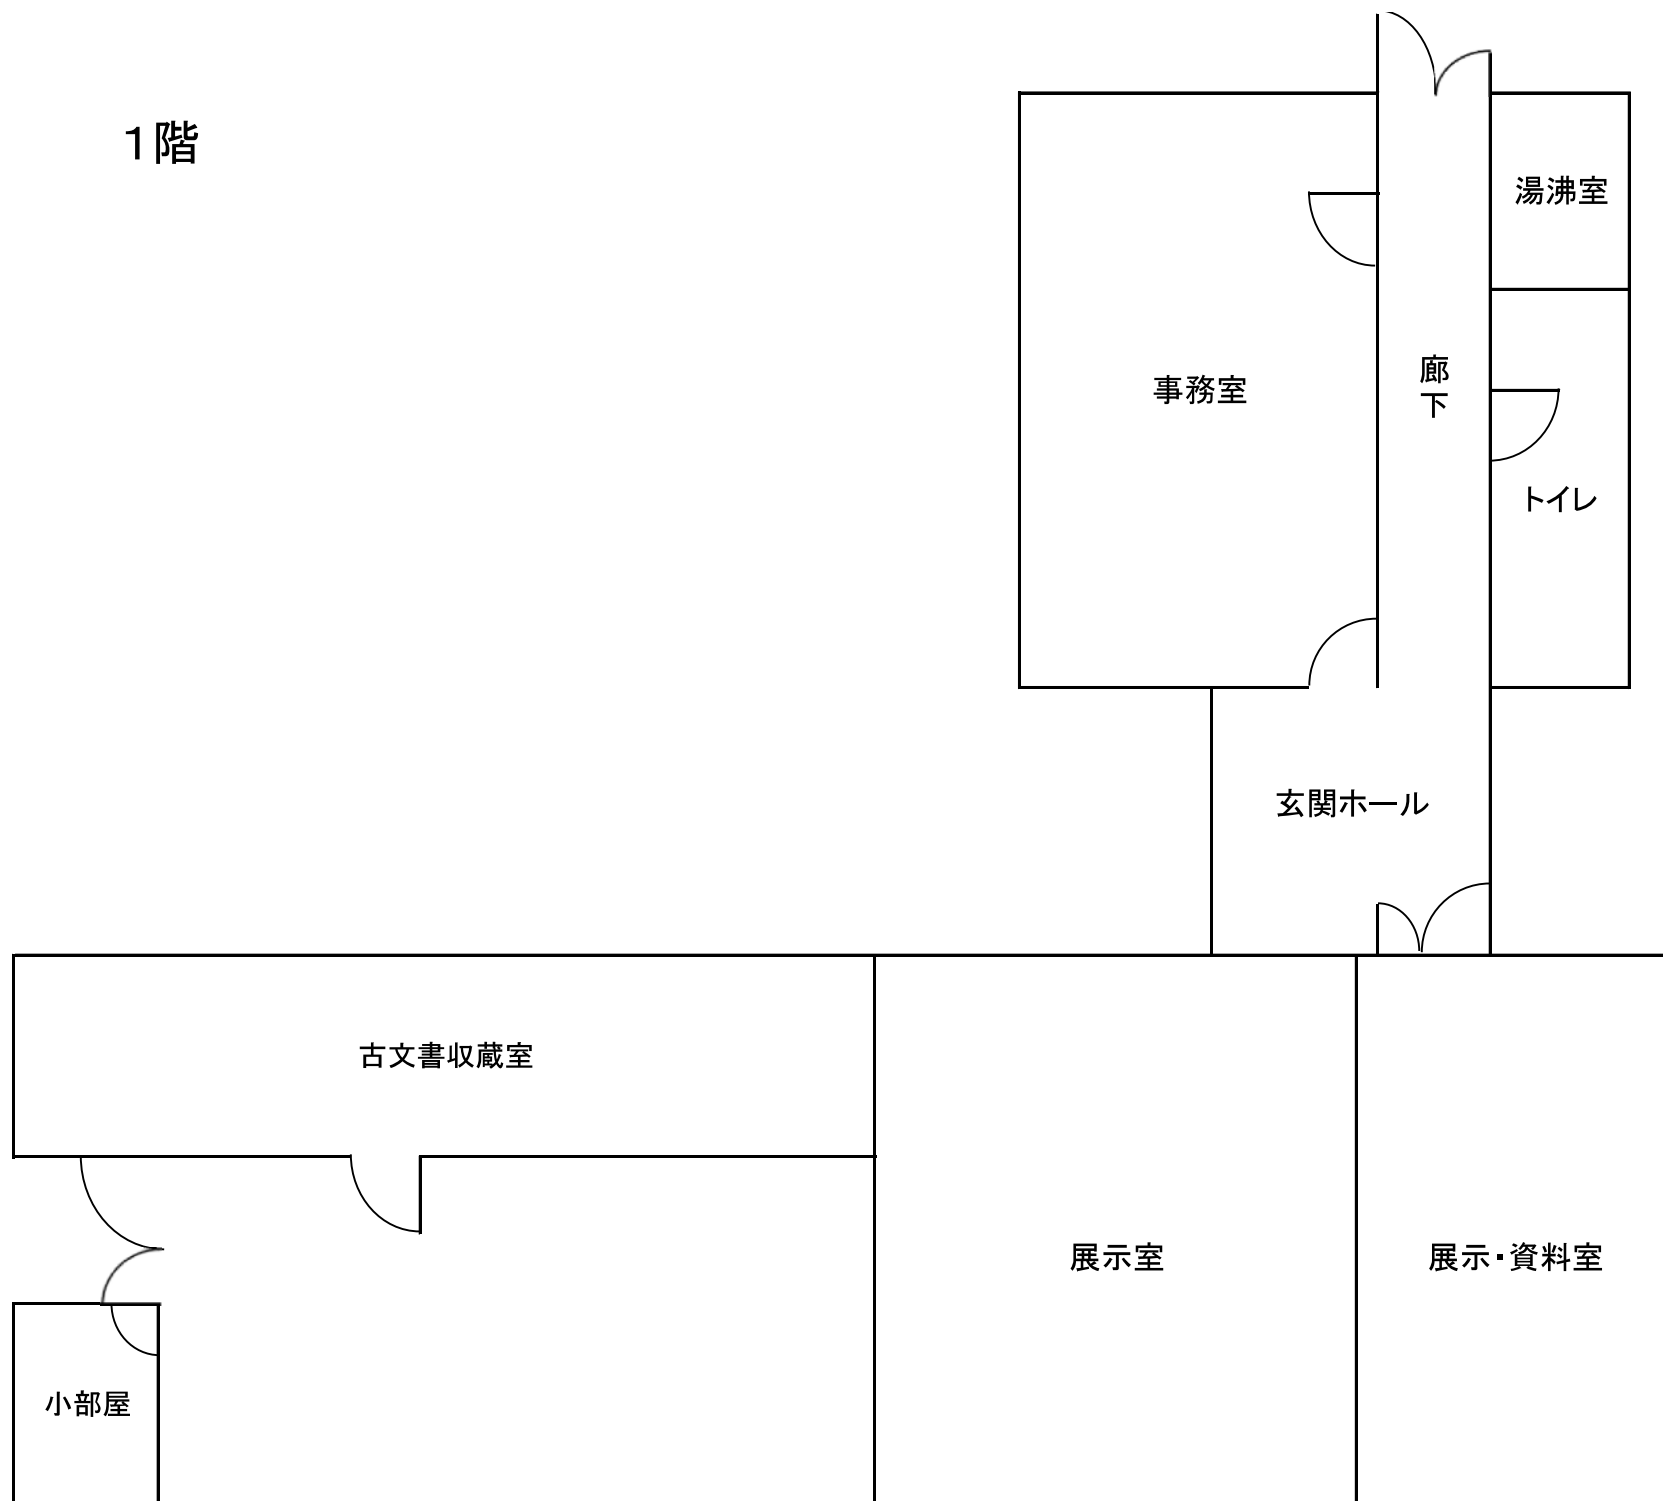 1階
湯沸室
事務室
廊下
トイレ
玄関ホール
古文書収蔵室
展示室
展示・資料室
小部屋